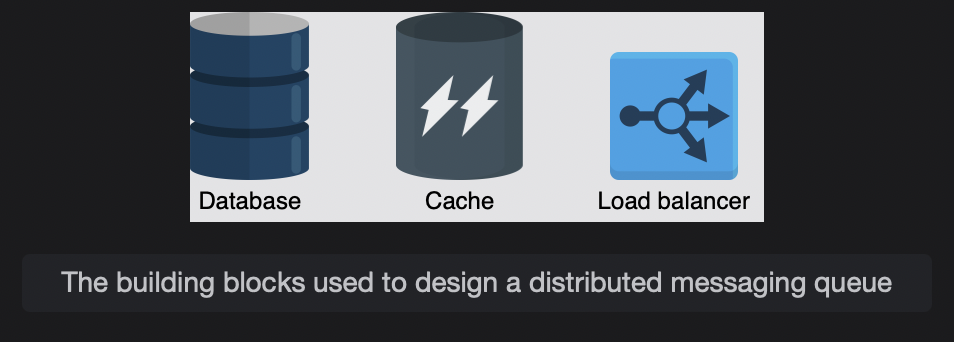 Database
Cache
Load balancer
The building blocks used to design a distributed messaging queue